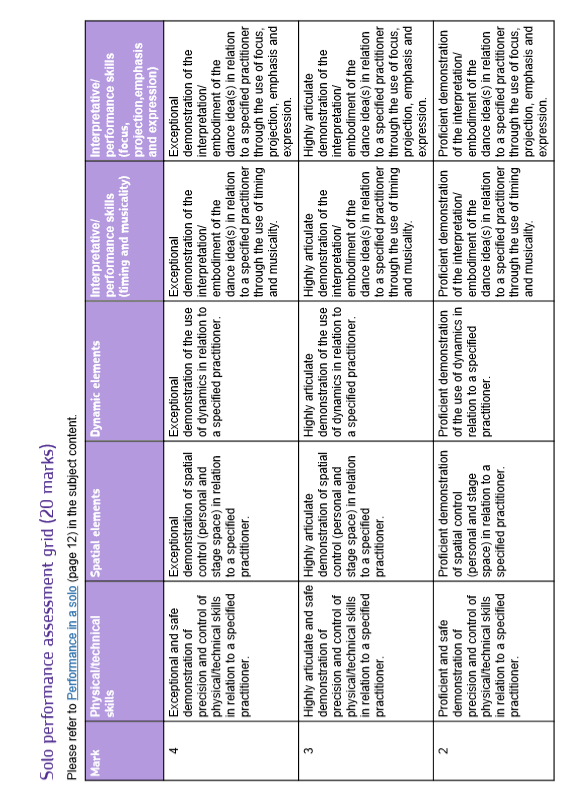 Solo performance assessment grid (20 marks)
Please refer to Performance in a solo (page 12) in the subject content.
Mark
Physical/technical
skills
Spatial elements
Dynamic elements
Interpretative/
performance skills
(timing and musicality)
Interpretative/
performance skills
(focus,
projection,emphasis
and expression)
4
Exceptional and safe
demonstration of
precision and control of
physical/technical skills
in relation to a specified
practitioner.
Exceptional
demonstration of spatial
control (personal and
stage space) in relation
to a specified
practitioner.
Exceptional
demonstration of the use
of dynamics in relation to
a specified practitioner.
Exceptional
demonstration of the
interpretation/
embodiment of the
dance idea(s) in relation
to a specified practitioner
through the use of timing
and musicality.
Exceptional
demonstration of the
interpretation/
embodiment of the
dance idea(s) in relation
to a specified practitioner
through the use of focus,
projection, emphasis and
expression.
3
Highly articulate and safe
demonstration of
precision and control of
physical/technical skills
in relation to a specified
practitioner.
Highly articulate
demonstration of spatial
control (personal and
stage space) in relation
to a specified
practitioner.
Highly articulate
demonstration of the use
of dynamics in relation to
a specified practitioner.
Highly articulate
demonstration of the
interpretation/
embodiment of the
dance idea(s) in relation
to a specified practitioner
through the use of timing
and musicality.
Highly articulate
demonstration of the
interpretation/
embodiment of the
dance idea(s) in relation
to a specified practitioner
through the use of focus,
projection, emphasis and
expression.
2
Proficient and safe
demonstration of
precision and control of
physical/technical skills
in relation to a specified
practitioner.
Proficient demonstration
of spatial control
(personal and stage
space) in relation to a
specified practitioner.
Proficient demonstration
of the use of dynamics in
relation to a specified
practitioner.
Proficient demonstration
of the interpretation/
embodiment of the
dance idea(s) in relation
to a specified practitioner
through the use of timing
and musicality.
Proficient demonstration
of the interpretation/
embodiment of the
dance idea(s) in relation
to a specified practitioner
through the use of focus,
projection, emphasis and
expression.